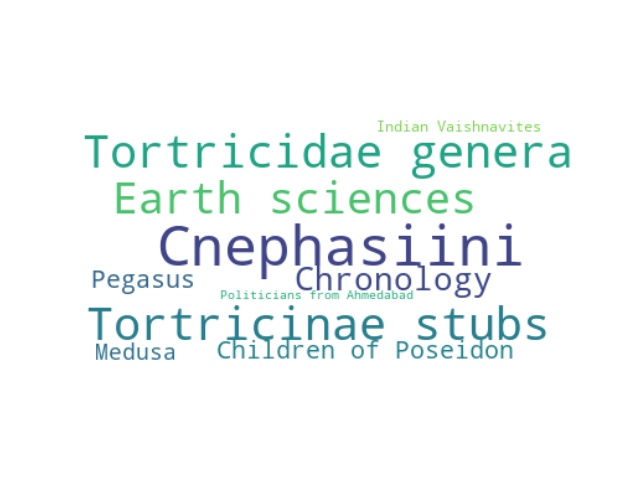 Indian Vaishnavites
Tortricidae genera
Earth sciences
Cnephasiini
Pegasus
Chronology
Politicians from Ahmedabad
Tortricinae stubs
Medusa
Children of Poseidon